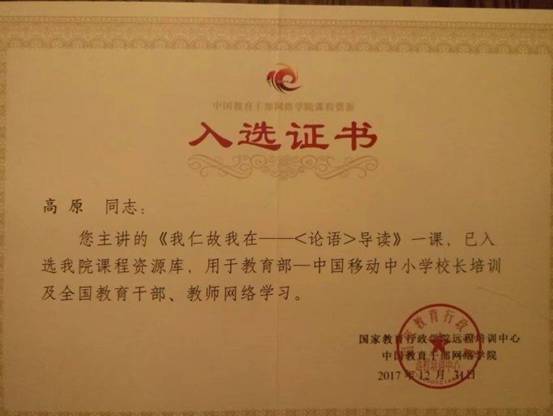 中国教育干部网络学院课程资源
入选证书
高原 同志：
您主讲的《我仁故我在——<论语>导读》一课，已入
选我院课程资源库，用于教育部—中国移动中小学校长培训
及全国教育干部、教师网络学习。
国家教育行政学院远程培训中心
中国教育干部网络学院
2017年12月31日